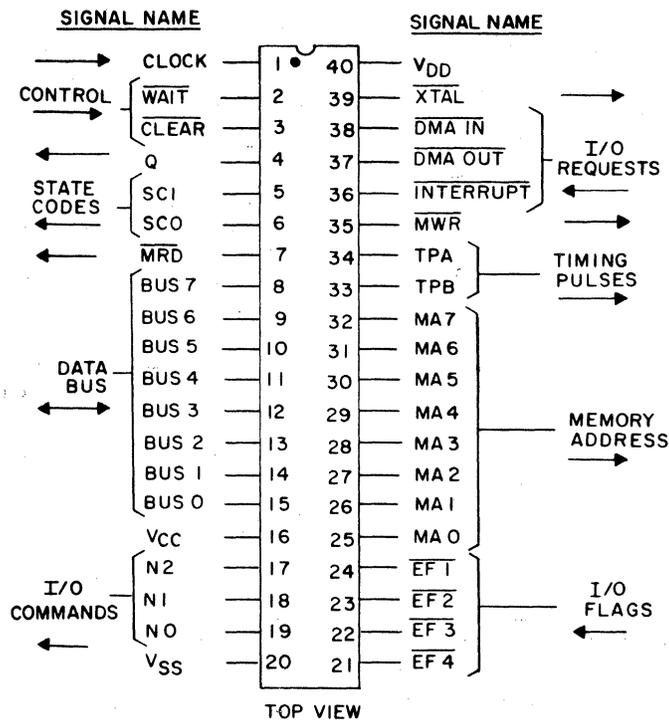 SIGNAL NAME SIGNAL NAME
CLOCK 1 40 VDD
CONTROL WAIT 2 39 XTAL
CLEAR 3 38 DMA IN
Q 4 37 DMA OUT I/O REQUESTS
STATE CODES SC1 5 36 INTERRUPT
SC0 6 35 MWR
MRD 7 34 TPA TIMING PULSES
BUS 7 8 33 TPB
BUS 6 9 32 MA7
BUS 5 10 31 MA6
DATA BUS BUS 4 11 30 MA5
BUS 3 12 29 MA4 MEMORY ADDRESS
BUS 2 13 28 MA3
BUS 1 14 27 MA2
BUS 0 15 26 MA1
VCC 16 25 MA0
N2 17 24 EF1
I/O COMMANDS N1 18 23 EF2 I/O FLAGS
N0 19 22 EF3
VSS 20 21 EF4
TOP VIEW